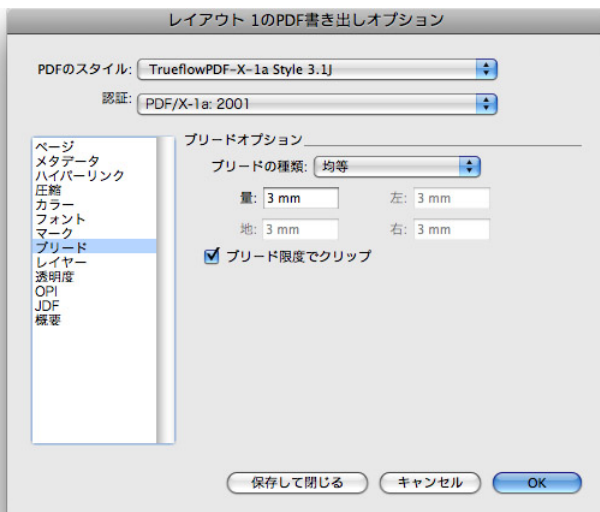 レイアウト 1のPDF書き出しオプション
PDFのスタイル: TrueflowPDF-X-1a Style 3.1J
認証: PDF/X-1a: 2001
ページ
メタデータ
ハイパーリンク
圧縮
カラー
フォント
マーク
ブリード
レイヤー
透明度
OPI
JDF
概要
ブリードオプション
ブリードの種類: 均等
量: 3 mm 左: 3 mm
地: 3 mm 右: 3 mm
ブリード限度でクリップ
保存して閉じる キャンセル OK